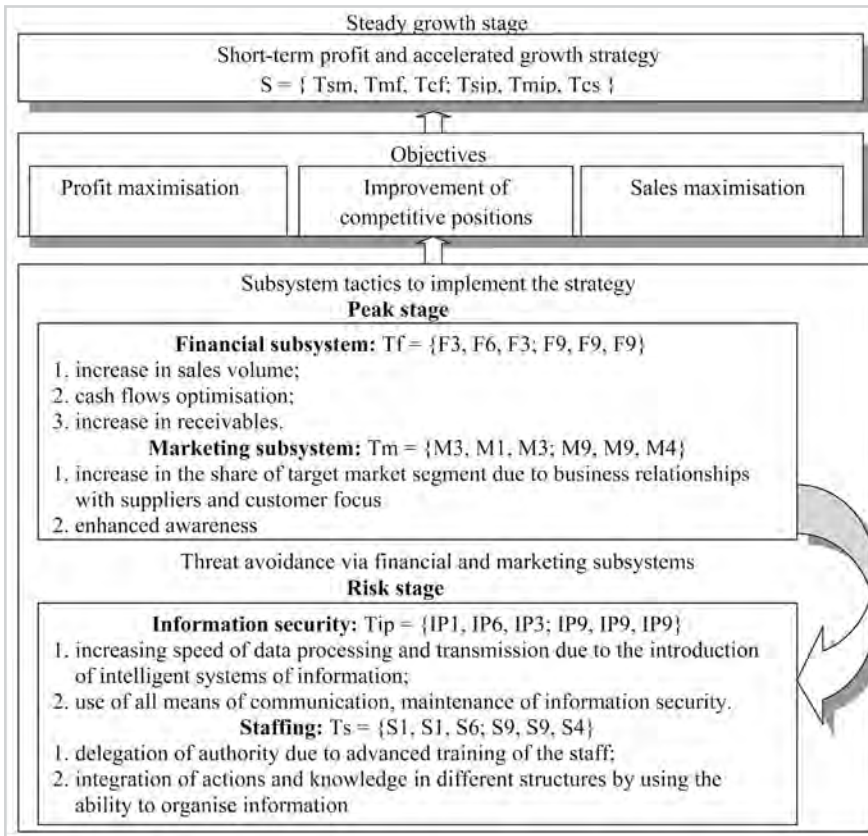 Steady growth stage
Short-term profit and accelerated growth strategy
S = { Tsm, Tmf, Tcf; Tsip, Tmip, Tcs }
Objectives
Profit maximisation
Improvement of
competitive positions
Sales maximisation
Subsystem tactics to implement the strategy
Peak stage
Financial subsystem: Tf = {F3, F6, F3; F9, F9, F9}
1. increase in sales volume;
2. cash flows optimisation;
3. increase in receivables.
Marketing subsystem: Tm = {M3, M1, M3; M9, M9, M4}
1. increase in the share of target market segment due to business relationships
with suppliers and customer focus
2. enhanced awareness
Threat avoidance via financial and marketing subsystems
Risk stage
Information security: Tip = {IP1, IP6, IP3; IP9, IP9, IP9}
1. increasing speed of data processing and transmission due to the introduction
of intelligent systems of information;
2. use of all means of communication, maintenance of information security.
Staffing: Ts = {S1, S1, S6; S9, S9, S4}
1. delegation of authority due to advanced training of the staff;
2. integration of actions and knowledge in different structures by using the
ability to organise information